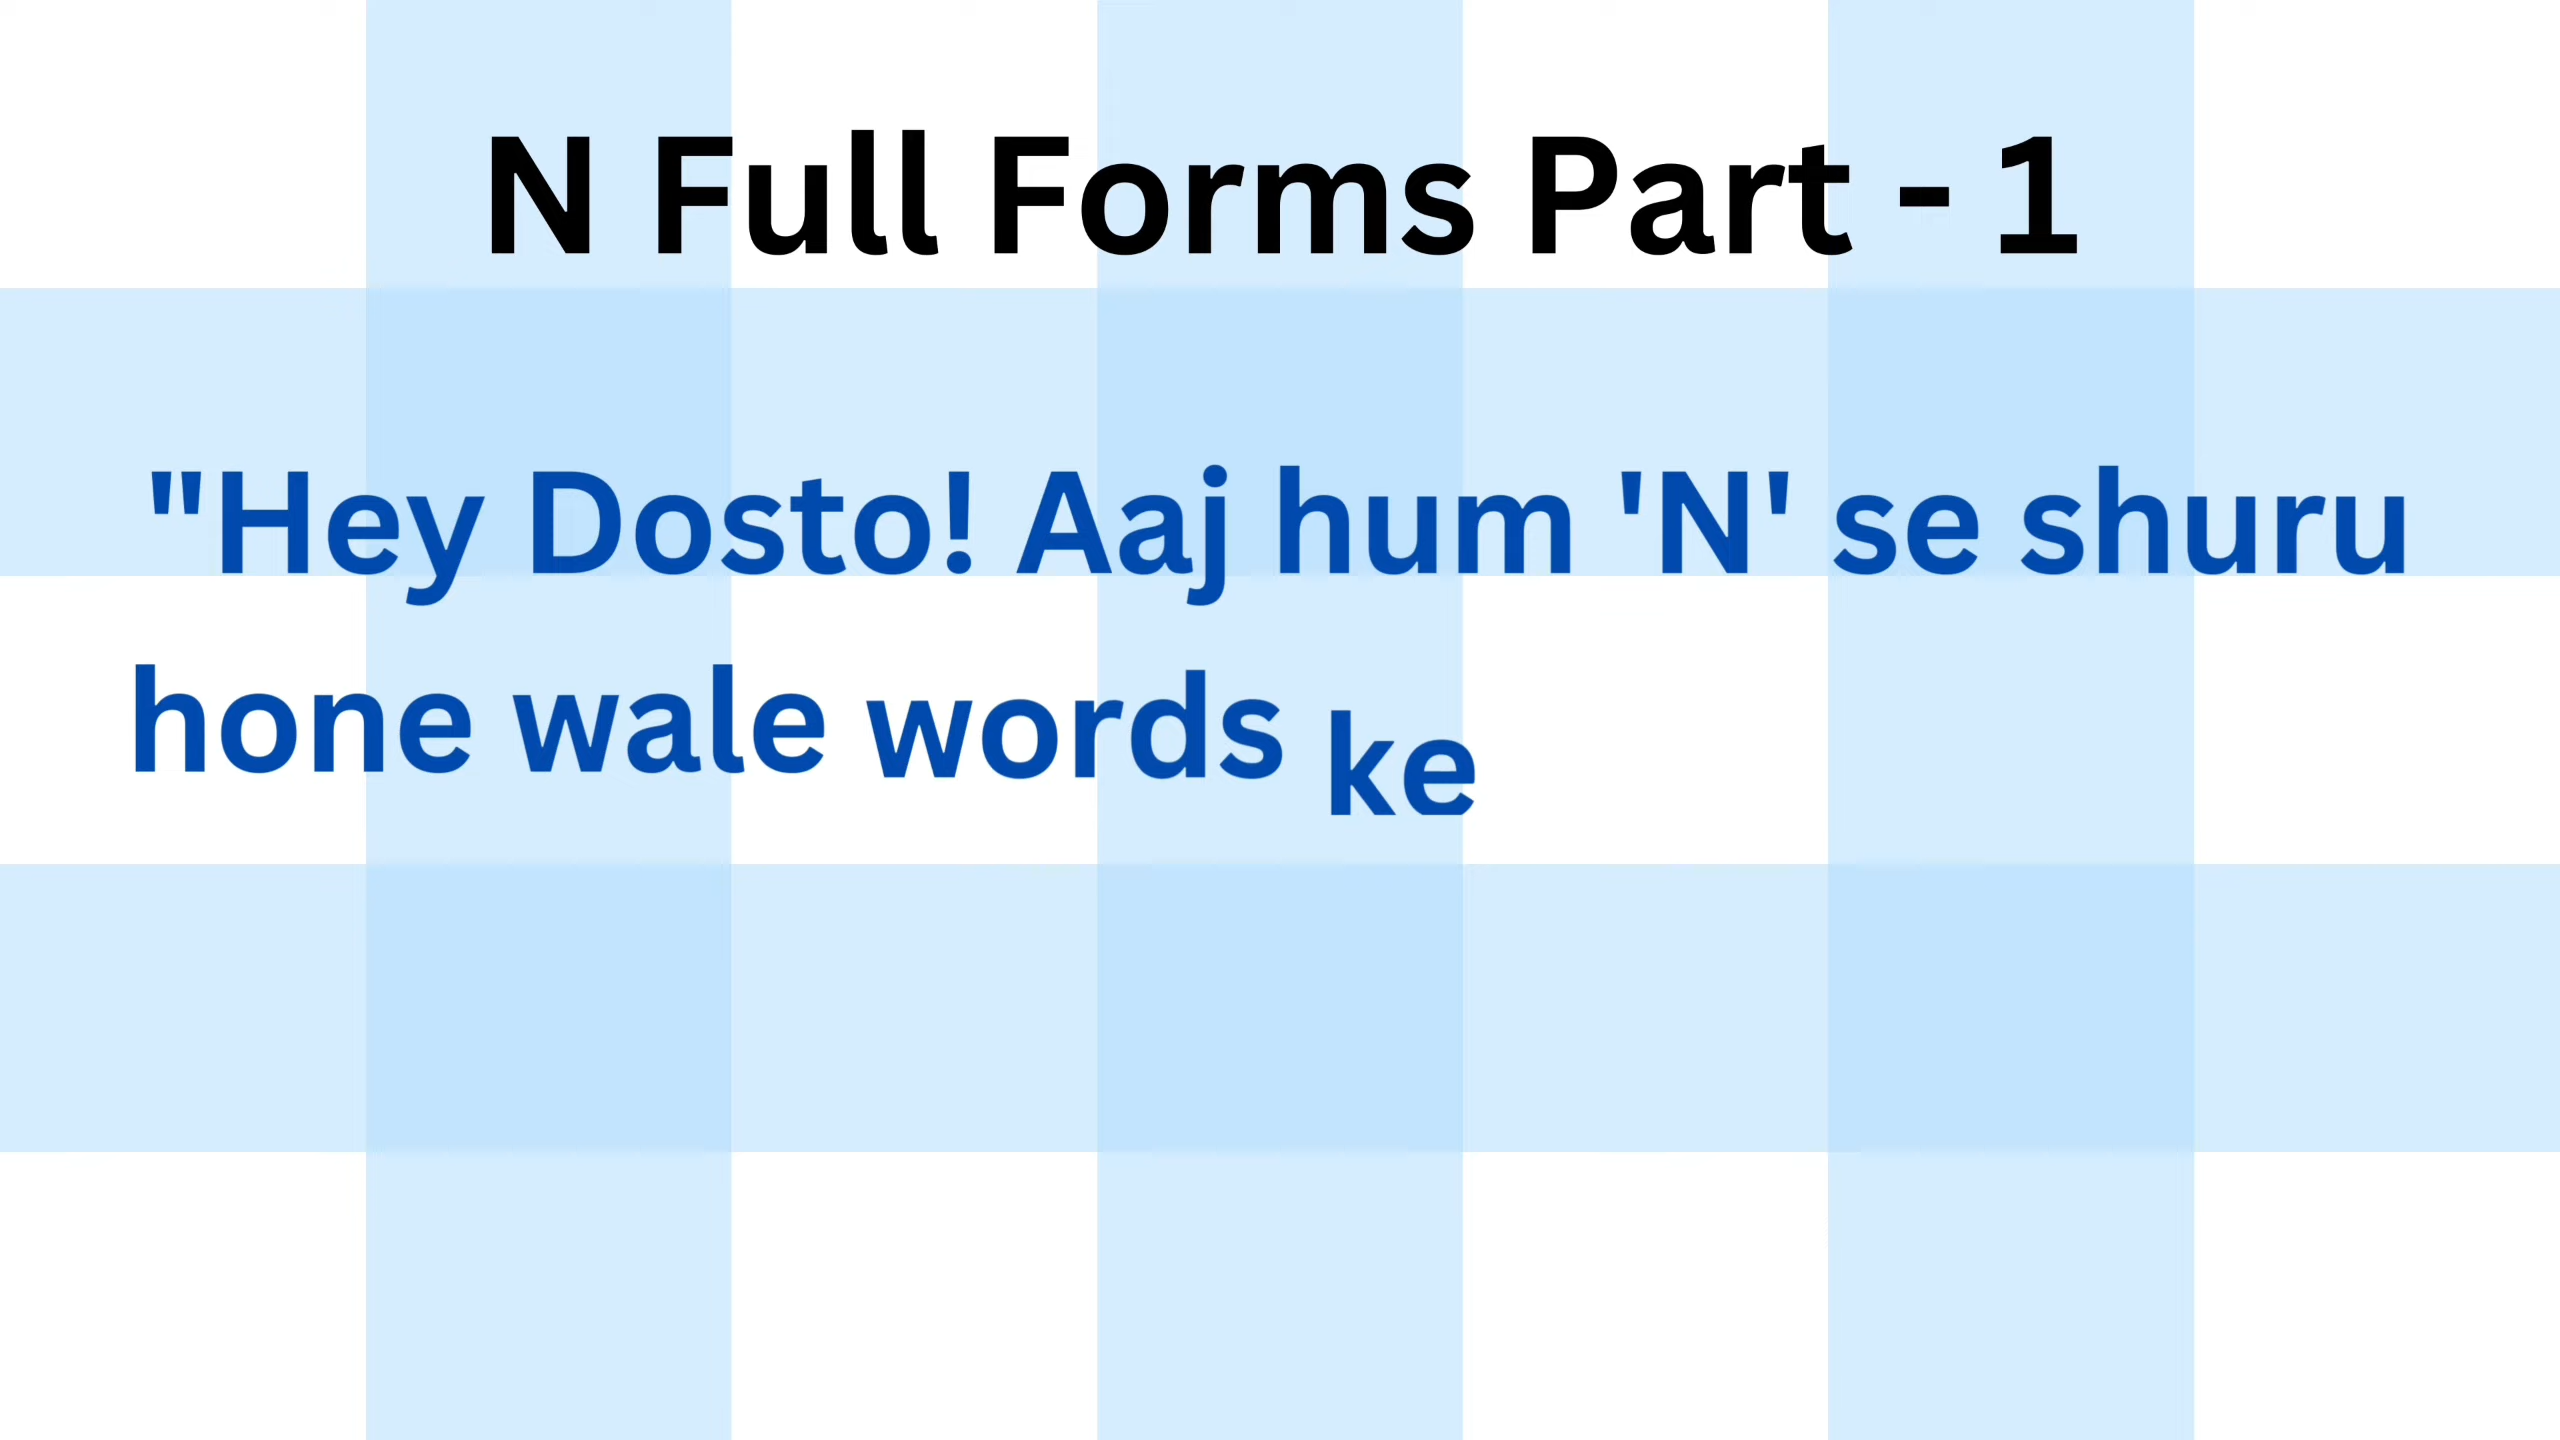 N Full Forms Part - 1
"Hey Dosto! Aaj hum 'N' se shuru
hone wale words ke